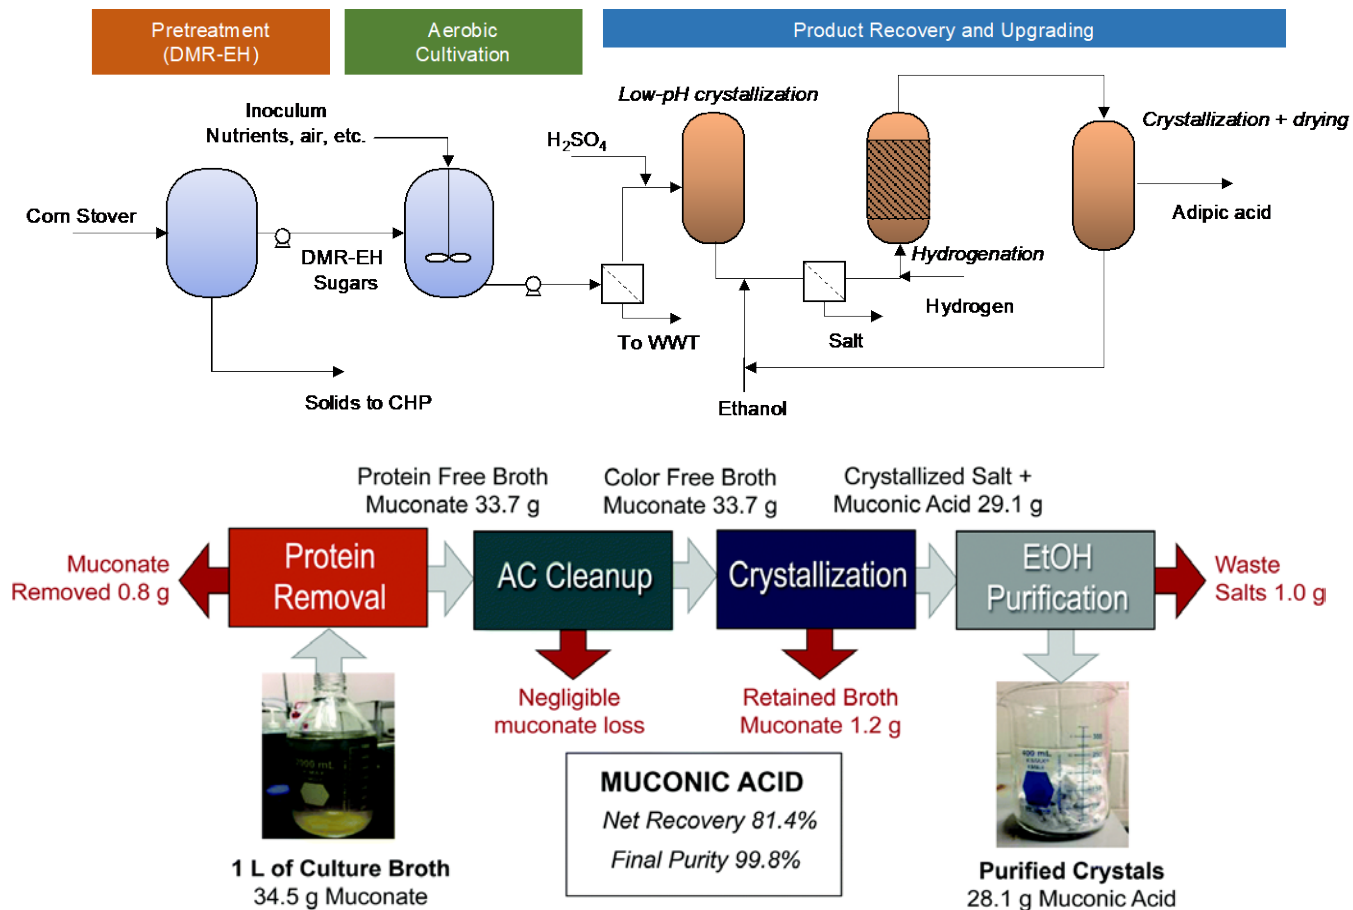 Pretreatment
(DMR-EH)
Aerobic
Cultivation
Product Recovery and Upgrading
Inoculum
Nutrients, air, etc.
Low-pH crystallization
H₂SO₄
Crystallization + drying
Corn Stover
Adipic acid
DMR-EH
Sugars
Hydrogenation
Hydrogen
To WWT
Salt
Solids to CHP
Ethanol
Protein Free Broth
Muconate 33.7 g
Color Free Broth
Muconate 33.7 g
Crystallized Salt +
Muconic Acid 29.1 g
Muconate
Removed 0.8 g
Protein
Removal
AC Cleanup
Crystallization
EtOH
Purification
Waste
Salts 1.0 g
Negligible
muconate loss
Retained Broth
Muconate 1.2 g
MUCONIC ACID
Net Recovery 81.4%
Final Purity 99.8%
1 L of Culture Broth
34.5 g Muconate
Purified Crystals
28.1 g Muconic Acid